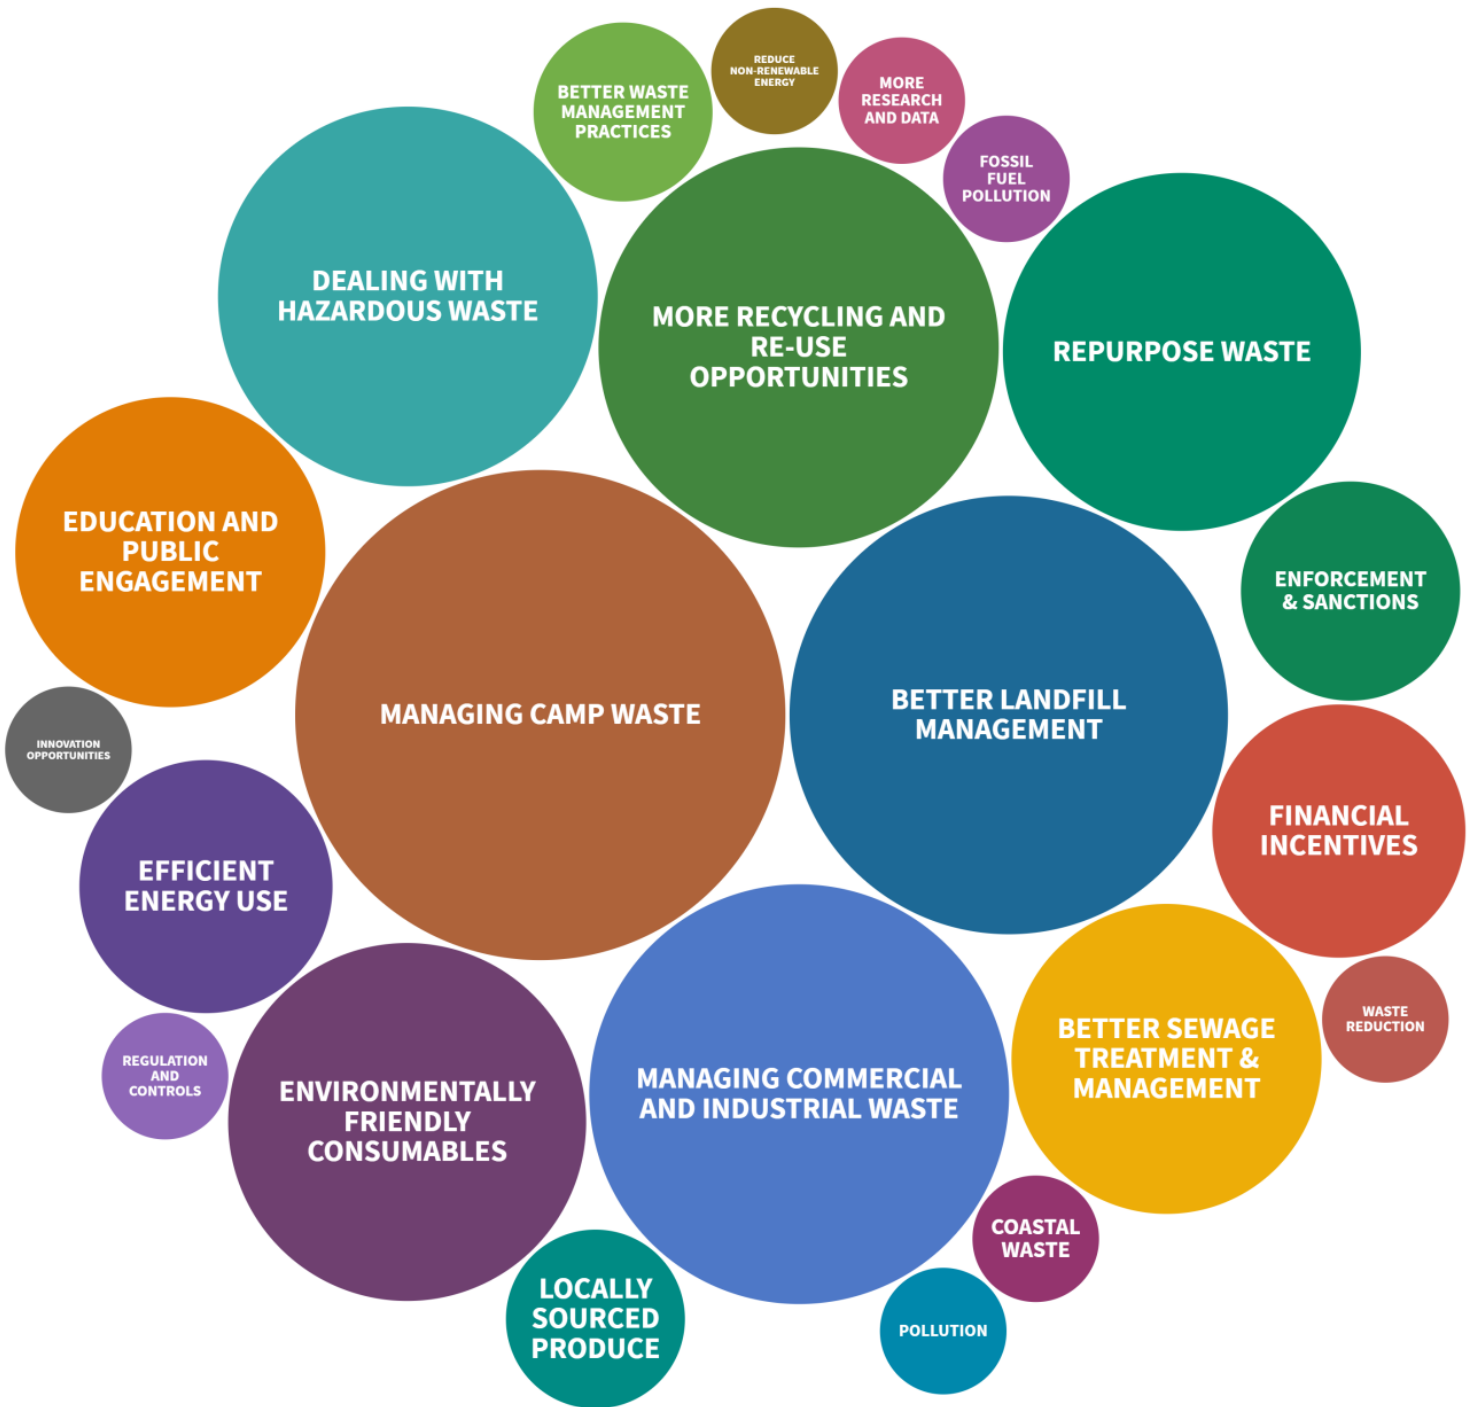 REDUCE
NON-RENEWABLE
ENERGY
BETTER WASTE
MANAGEMENT
PRACTICES
MORE
RESEARCH
AND DATA
FOSSIL
FUEL
POLLUTION
DEALING WITH
HAZARDOUS WASTE
MORE RECYCLING AND
RE-USE
OPPORTUNITIES
REPURPOSE WASTE
EDUCATION AND
PUBLIC
ENGAGEMENT
ENFORCEMENT
& SANCTIONS
MANAGING CAMP WASTE
BETTER LANDFILL
MANAGEMENT
INNOVATION
OPPORTUNITIES
FINANCIAL
INCENTIVES
EFFICIENT
ENERGY USE
WASTE
REDUCTION
BETTER SEWAGE
TREATMENT &
MANAGEMENT
REGULATION
AND
CONTROLS
ENVIRONMENTALLY
FRIENDLY
CONSUMABLES
MANAGING COMMERCIAL
AND INDUSTRIAL WASTE
COASTAL
WASTE
LOCALLY
SOURCED
PRODUCE
POLLUTION